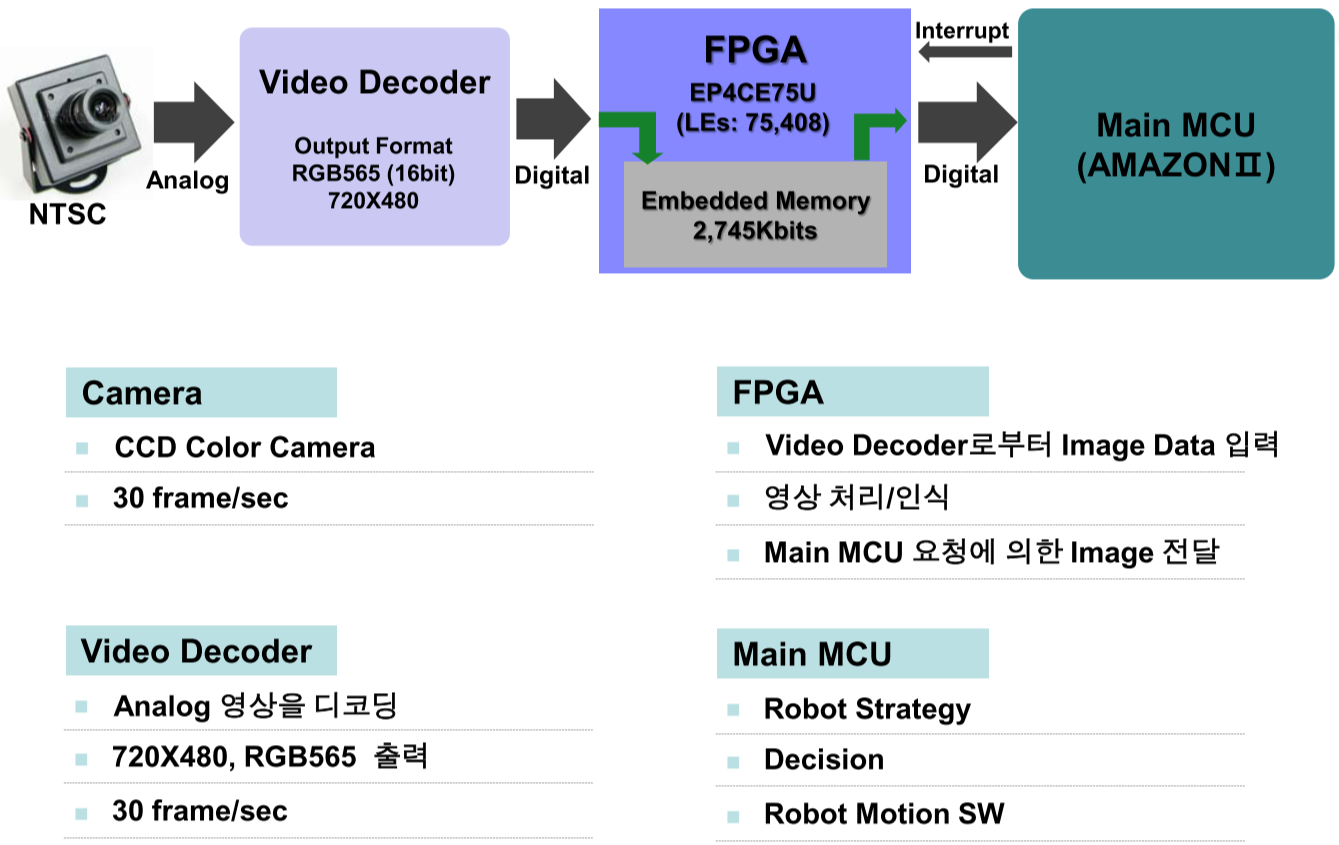 NTSC
Analog
Video Decoder
Output Format
RGB565 (16bit)
720X480
Digital
FPGA
EP4CE75U
(LEs: 75,408)
Embedded Memory
2,745Kbits
Interrupt
Digital
Main MCU
(AMAZONⅡ)
Camera
CCD Color Camera
30 frame/sec
Video Decoder
Analog 영상을 디코딩
720X480, RGB565 출력
30 frame/sec
FPGA
Video Decoder로부터 Image Data 입력
영상 처리/인식
Main MCU 요청에 의한 Image 전달
Main MCU
Robot Strategy
Decision
Robot Motion SW